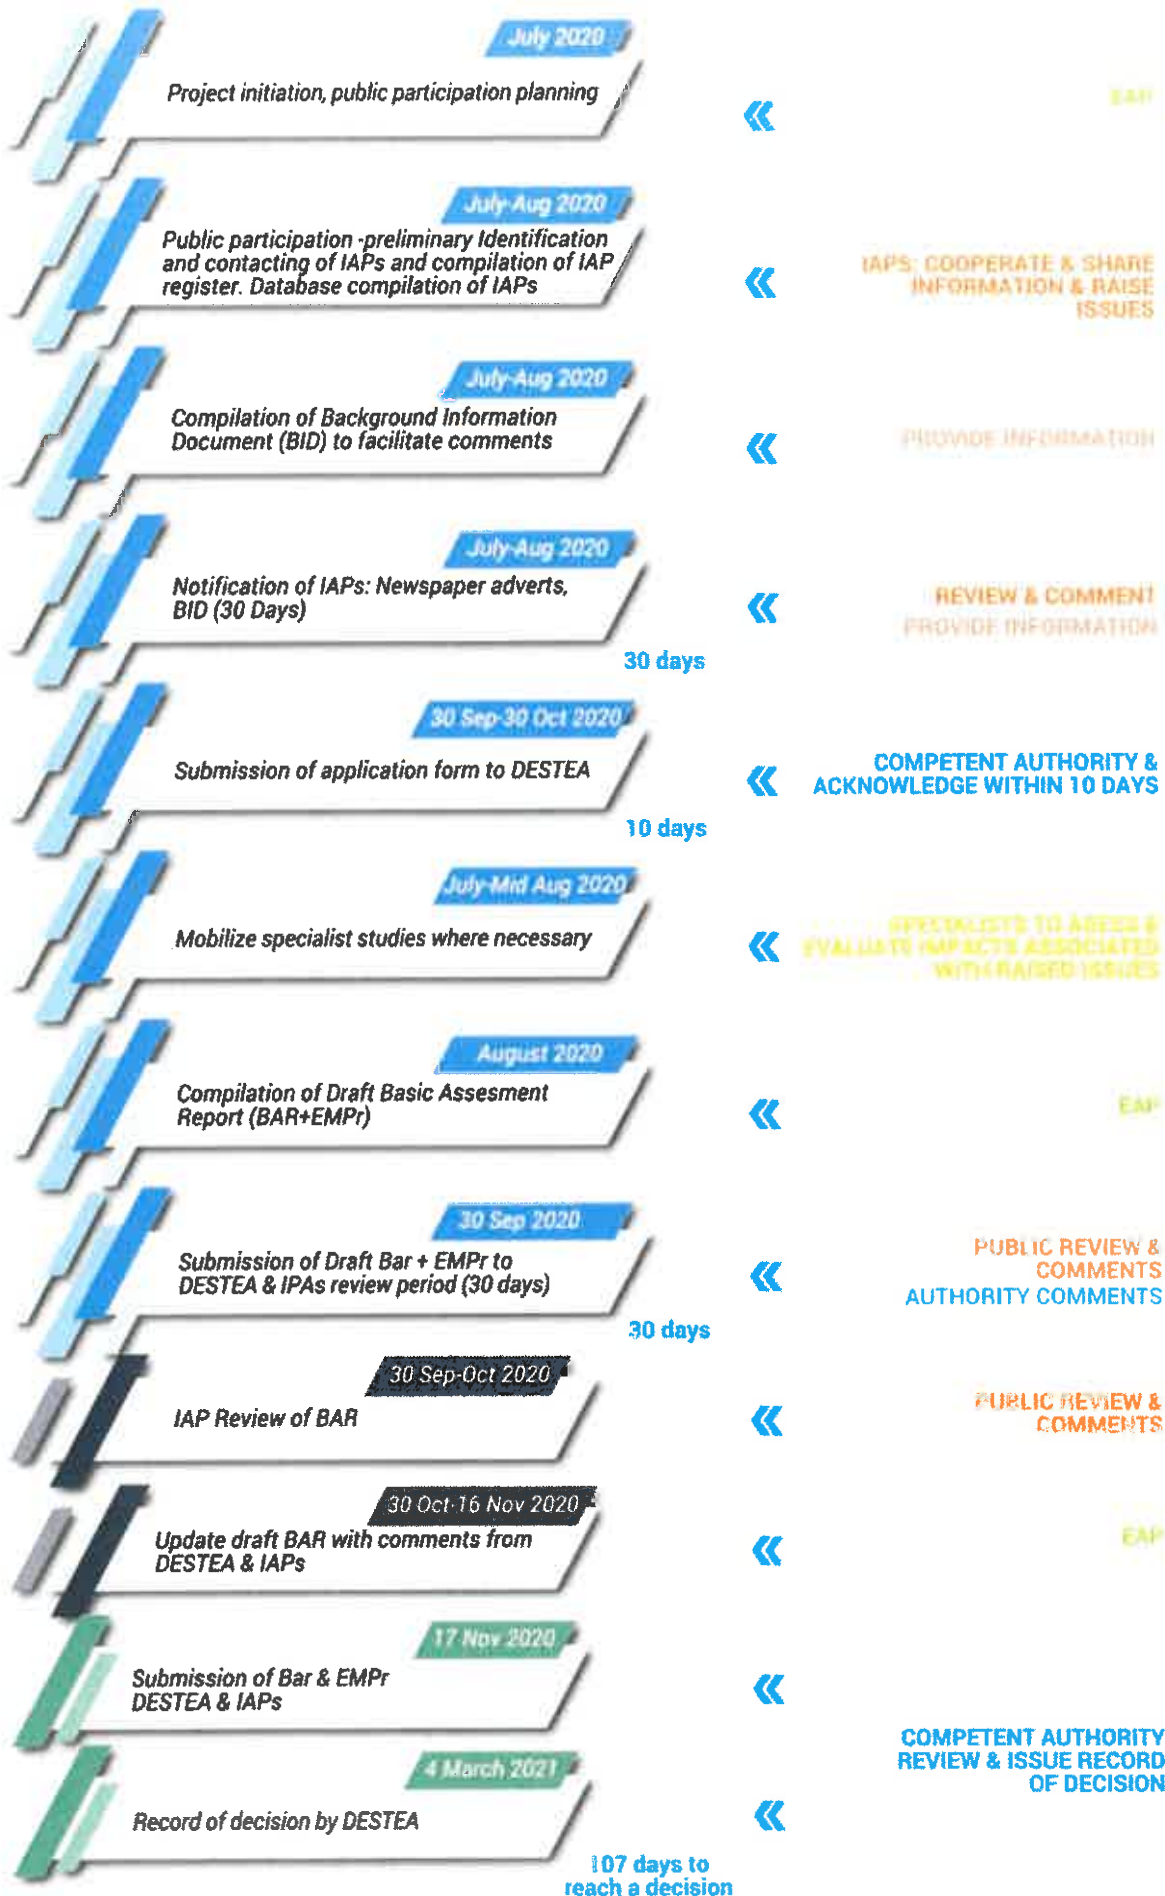 July 2020
Project initiation, public participation planning
EAP
July-Aug 2020
Public participation -preliminary Identification
and contacting of IAPs and compilation of IAP
register. Database compilation of IAPs
IAPS: COOPERATE & SHARE
INFORMATION & RAISE
ISSUES
July-Aug 2020
Compilation of Background Information
Document (BID) to facilitate comments
PROVIDE INFORMATION
July-Aug 2020
Notification of IAPs: Newspaper adverts,
BID (30 Days)
REVIEW & COMMENT
PROVIDE INFORMATION
30 days
30 Sep-30 Oct 2020
Submission of application form to DESTEA
COMPETENT AUTHORITY &
ACKNOWLEDGE WITHIN 10 DAYS
10 days
July-Mid Aug 2020
Mobilize specialist studies where necessary
SPECIALISTS TO ASESS &
EVALUATE IMPACTS ASSOCIATED
WITH RAISED ISSUES
August 2020
Compilation of Draft Basic Assesment
Report (BAR+EMPr)
EAP
30 Sep 2020
Submission of Draft Bar + EMPr to
DESTEA & IPAs review period (30 days)
PUBLIC REVIEW &
COMMENTS
AUTHORITY COMMENTS
30 days
30 Sep-Oct 2020
IAP Review of BAR
PUBLIC REVIEW &
COMMENTS
30 Oct-16 Nov 2020
Update draft BAR with comments from
DESTEA & IAPs
EAP
17 Nov 2020
Submission of Bar & EMPr
DESTEA & IAPs
COMPETENT AUTHORITY
REVIEW & ISSUE RECORD
OF DECISION
4 March 2021
Record of decision by DESTEA
107 days to
reach a decision